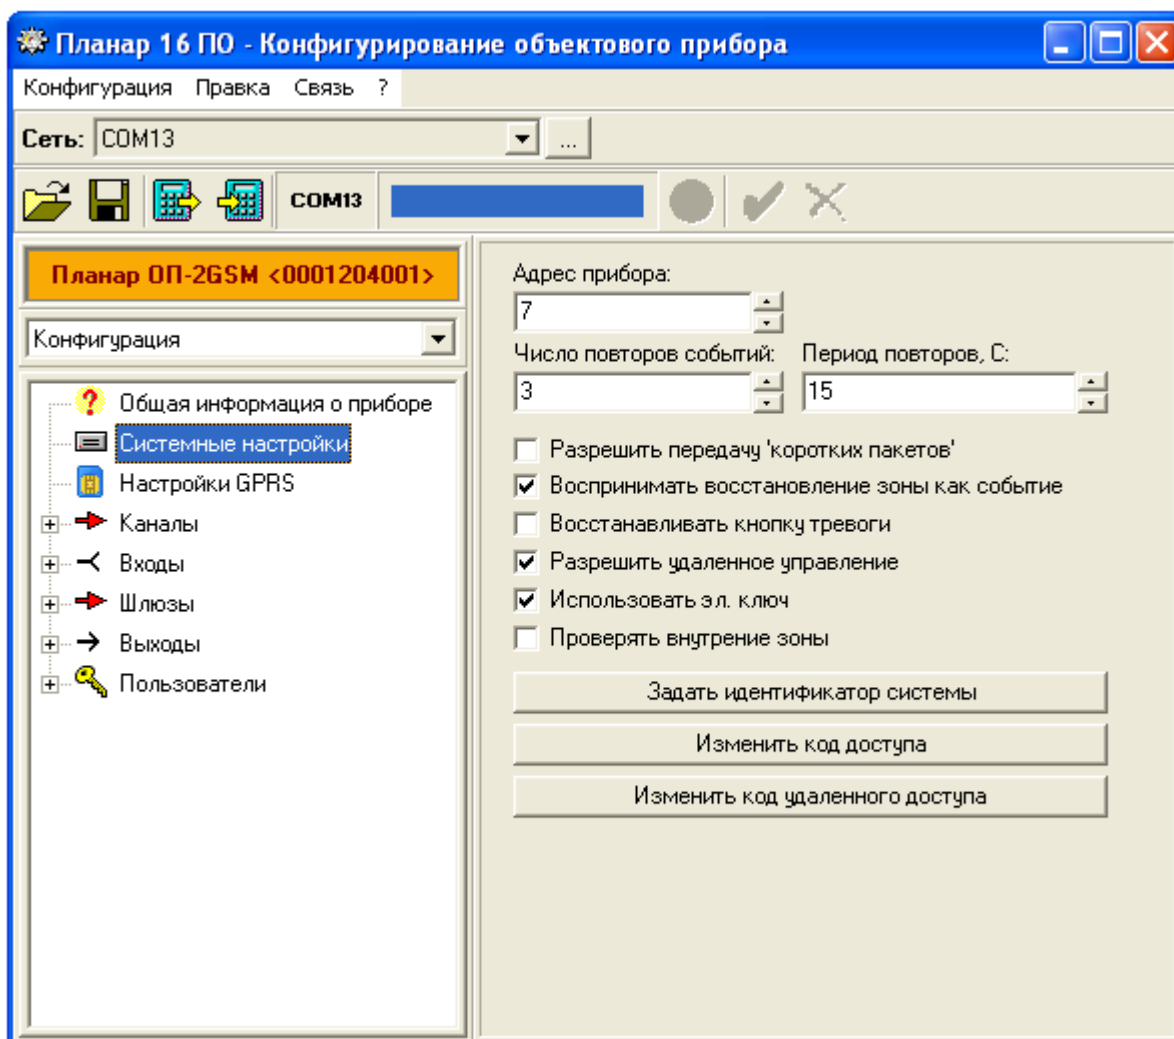 Планар 16 ПО - Конфигурирование объектового прибора
Конфигурация Правка Связь ?
Сеть: COM13 ...
COM13
Планар ОП-2GSM <0001204001>
Конфигурация
Общая информация о приборе
Системные настройки
Настройки GPRS
Каналы
Входы
Шлюзы
Выходы
Пользователи
Адрес прибора:
7
Число повторов событий: Период повторов, С:
3 15
Разрешить передачу 'коротких пакетов'
Воспринимать восстановление зоны как событие
Восстанавливать кнопку тревоги
Разрешить удаленное управление
Использовать эл. ключ
Проверять внутрение зоны
Задать идентификатор системы
Изменить код доступа
Изменить код удаленного доступа